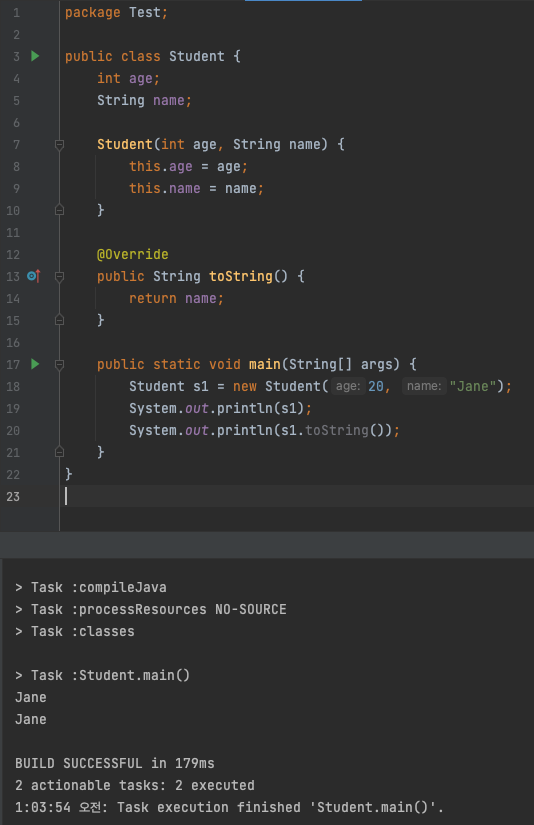 1 package Test;
2
3 public class Student {
4 int age;
5 String name;
6
7 Student(int age, String name) {
8 this.age = age;
9 this.name = name;
10 }
11
12 @Override
13 public String toString() {
14 return name;
15 }
16
17 public static void main(String[] args) {
18 Student s1 = new Student( age: 20, name: "Jane");
19 System.out.println(s1);
20 System.out.println(s1.toString());
21 }
22 }
23
> Task :compileJava
> Task :processResources NO-SOURCE
> Task :classes
> Task :Student.main()
Jane
Jane
BUILD SUCCESSFUL in 179ms
2 actionable tasks: 2 executed
1:03:54 오전: Task execution finished 'Student.main()'.